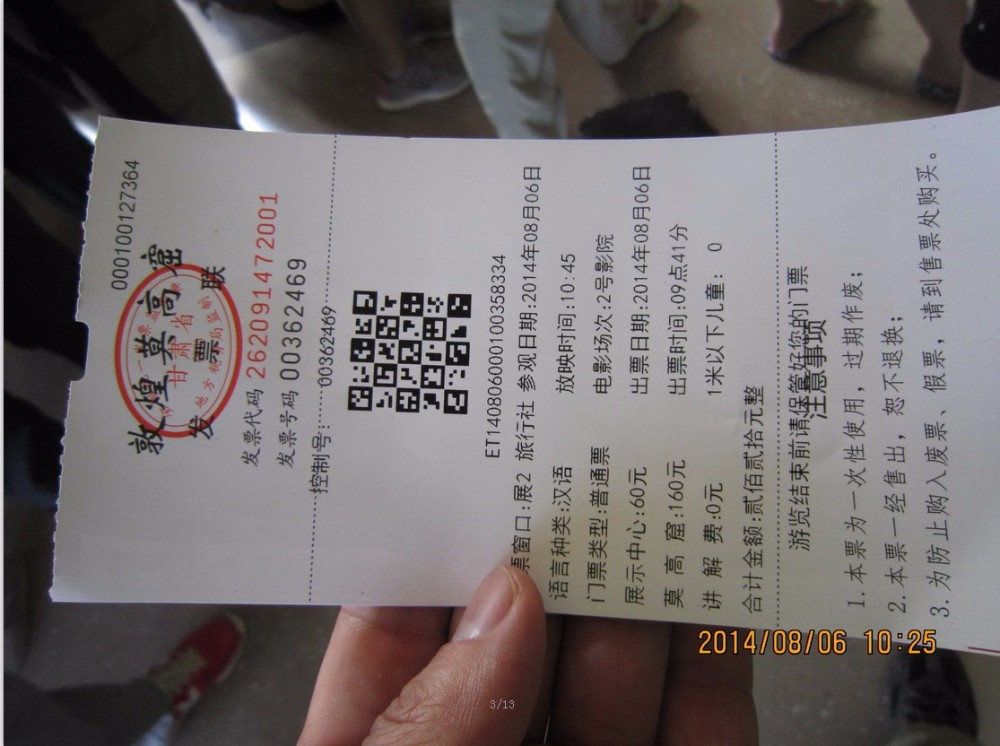 000100127364
敦煌莫高窟
甘肃省
发票联
发票代码 262091472001
发票号码 00362469
控制号: 00362469
ET140806000100358334
票窗口:展2 旅行社 参观日期:2014年08月06日
语言种类:汉语 放映时间:10:45
门票类型:普通票 电影场次:2号影院
展示中心:60元 出票日期:2014年08月06日
莫 高 窟:160元 出票时间:09点41分
讲 解 费:0元 1米以下儿童: 0
合计金额:贰佰贰拾元整
游览结束前请保管好您的门票
注意事项
1.本票为一次性使用，过期作废；
2.本票一经售出，恕不退换；
3.为防止购入废票、假票，请到售票处购买。
2014/08/06 10:25
3/13